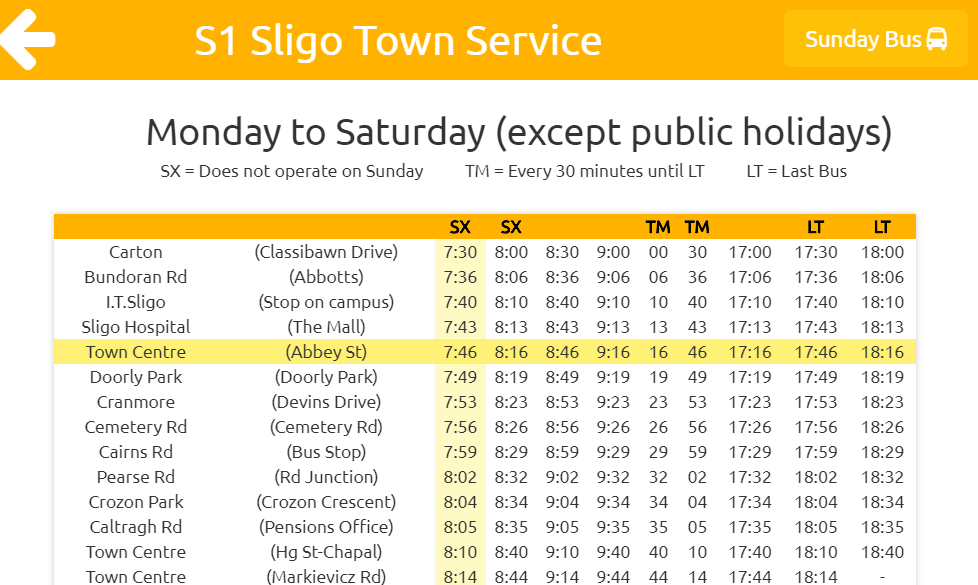 S1 Sligo Town Service
Sunday Bus
Monday to Saturday (except public holidays)
SX = Does not operate on Sunday TM = Every 30 minutes until LT LT = Last Bus
SX SX TM TM LT LT
Carton (Classibawn Drive) 7:30 8:00 8:30 9:00 00 30 17:00 17:30 18:00
Bundoran Rd (Abbotts) 7:36 8:06 8:36 9:06 06 36 17:06 17:36 18:06
I.T.Sligo (Stop on campus) 7:40 8:10 8:40 9:10 10 40 17:10 17:40 18:10
Sligo Hospital (The Mall) 7:43 8:13 8:43 9:13 13 43 17:13 17:43 18:13
Town Centre (Abbey St) 7:46 8:16 8:46 9:16 16 46 17:16 17:46 18:16
Doorly Park (Doorly Park) 7:49 8:19 8:49 9:19 19 49 17:19 17:49 18:19
Cranmore (Devins Drive) 7:53 8:23 8:53 9:23 23 53 17:23 17:53 18:23
Cemetery Rd (Cemetery Rd) 7:56 8:26 8:56 9:26 26 56 17:26 17:56 18:26
Cairns Rd (Bus Stop) 7:59 8:29 8:59 9:29 29 59 17:29 17:59 18:29
Pearse Rd (Rd Junction) 8:02 8:32 9:02 9:32 32 02 17:32 18:02 18:32
Crozon Park (Crozon Crescent) 8:04 8:34 9:04 9:34 34 04 17:34 18:04 18:34
Caltragh Rd (Pensions Office) 8:05 8:35 9:05 9:35 35 05 17:35 18:05 18:35
Town Centre (Hg St-Chapal) 8:10 8:40 9:10 9:40 40 10 17:40 18:10 18:40
Town Centre (Markievicz Rd) 8:14 8:44 9:14 9:44 44 14 17:44 18:14 -